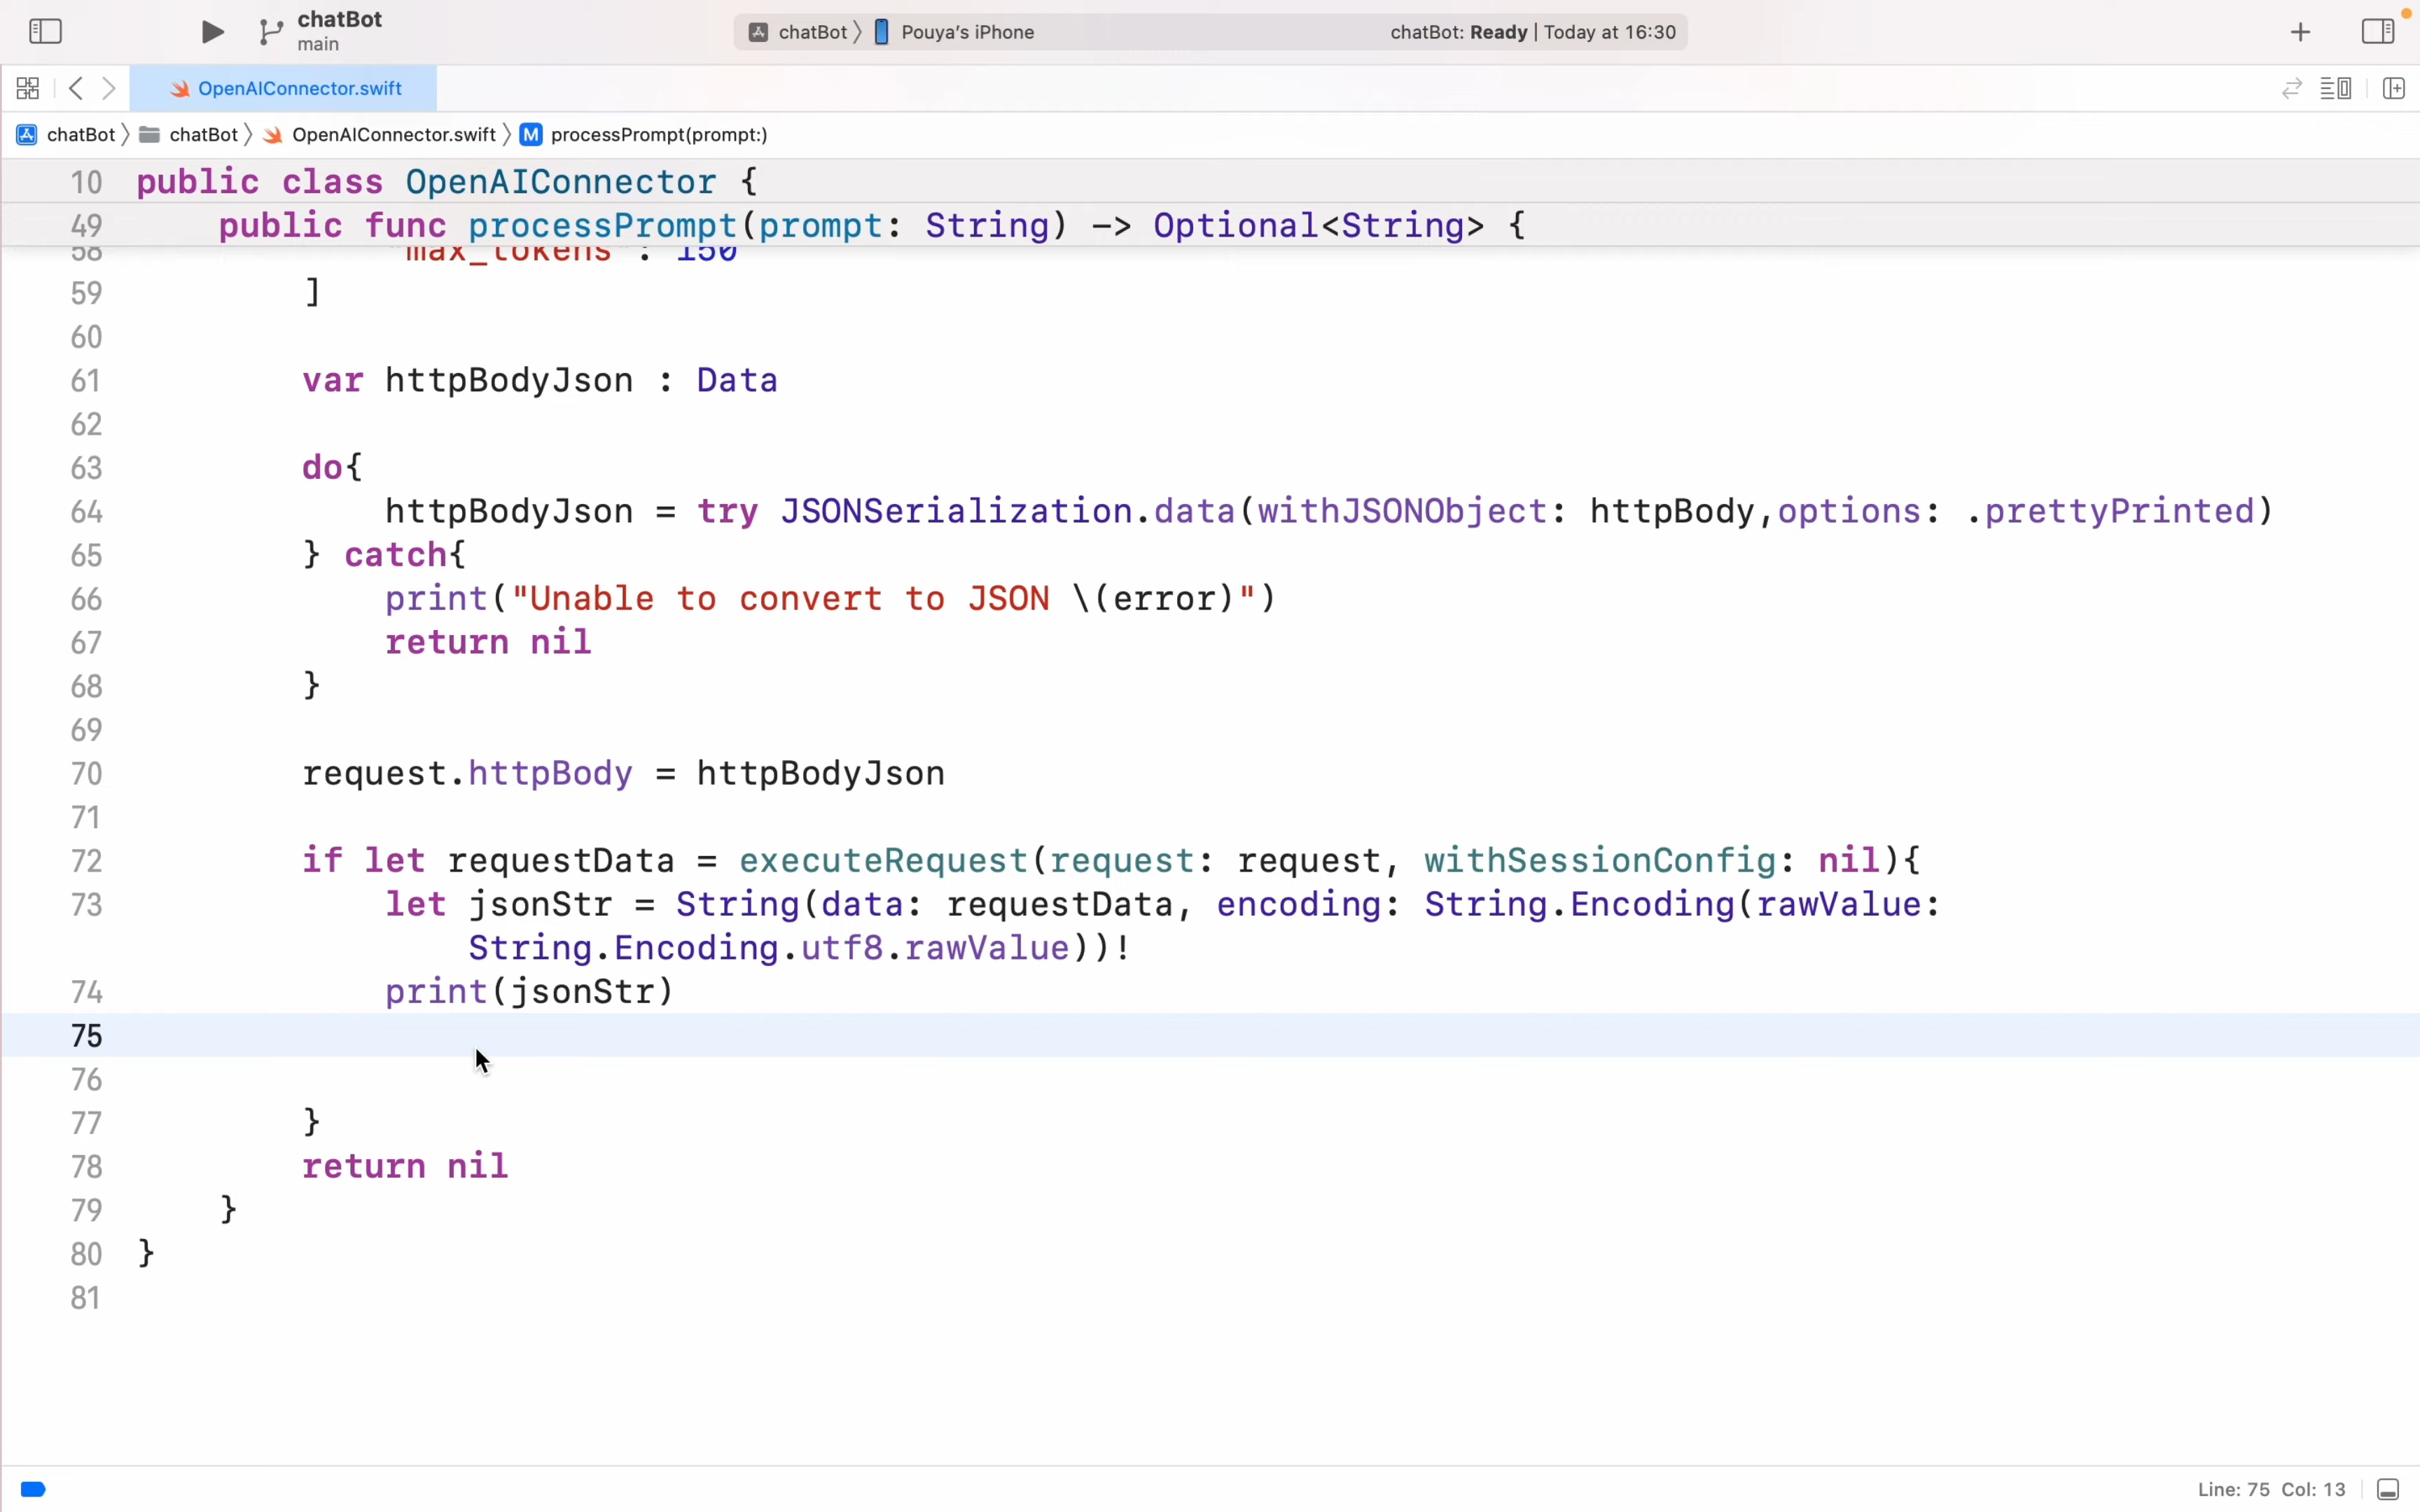 chatBot
main
chatBot 〉 Pouya's iPhone
chatBot: Ready | Today at 16:30
OpenAIConnector.swift
chatBot 〉 chatBot 〉 OpenAIConnector.swift 〉 M processPrompt(prompt:)
10 public class OpenAIConnector {
49 public func processPrompt(prompt: String) -> Optional<String> {
58 "max_tokens" : 150
59 ]
60
61 var httpBodyJson : Data
62
63 do{
64 httpBodyJson = try JSONSerialization.data(withJSONObject: httpBody,options: .prettyPrinted)
65 } catch{
66 print("Unable to convert to JSON \(error)")
67 return nil
68 }
69
70 request.httpBody = httpBodyJson
71
72 if let requestData = executeRequest(request: request, withSessionConfig: nil){
73 let jsonStr = String(data: requestData, encoding: String.Encoding(rawValue:
String.Encoding.utf8.rawValue))!
74 print(jsonStr)
75
76
77 }
78 return nil
79 }
80 }
81
Line: 75 Col: 13